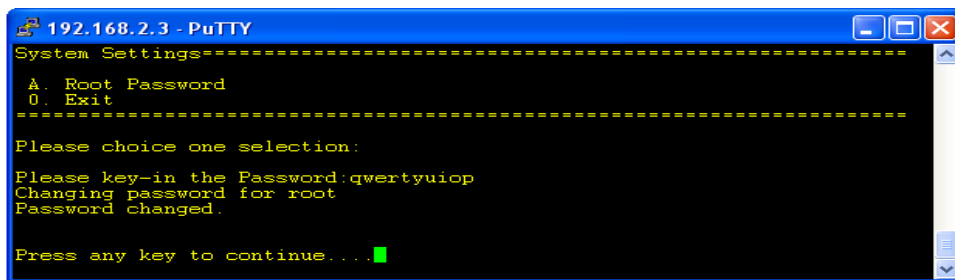 192.168.2.3 - PuTTY
System Settings=========================================================
A. Root Password
0. Exit
========================================================================
Please choice one selection:
Please key-in the Password:qwertyuiop
Changing password for root
Password changed.
Press any key to continue....